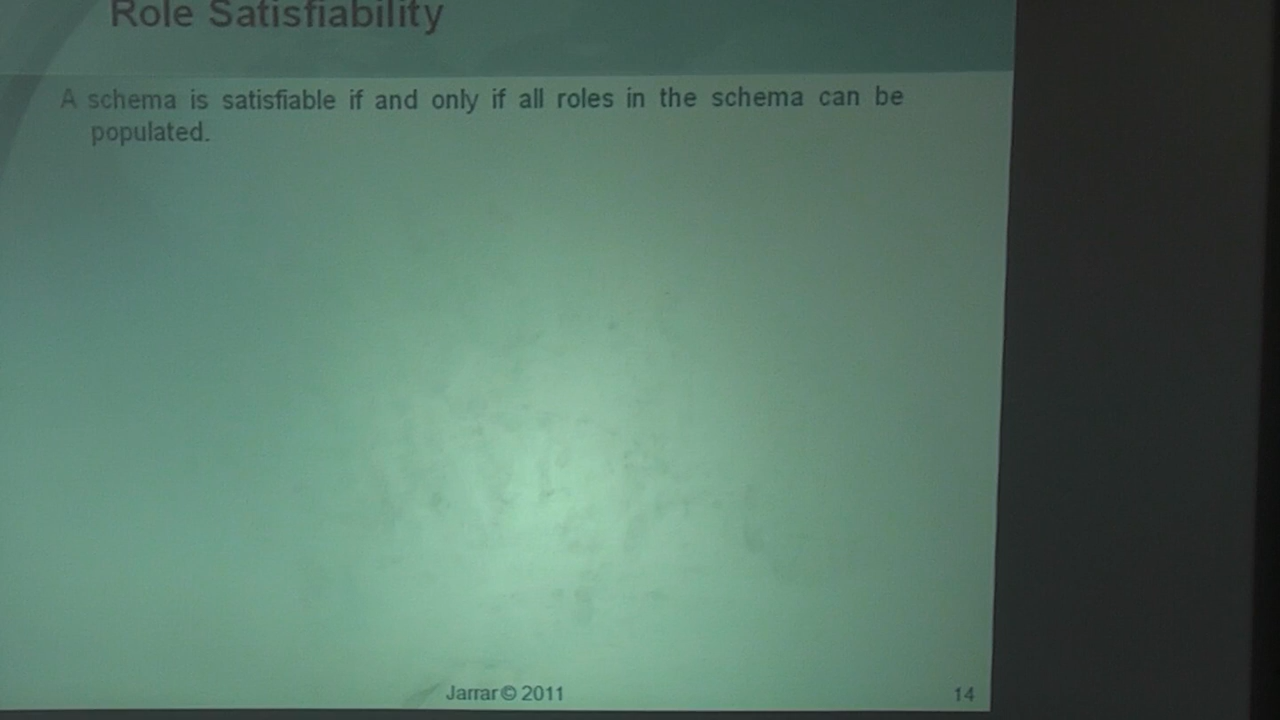 Role Satisfiability
A schema is satisfiable if and only if all roles in the schema can be
populated.
Jarrar © 2011
14